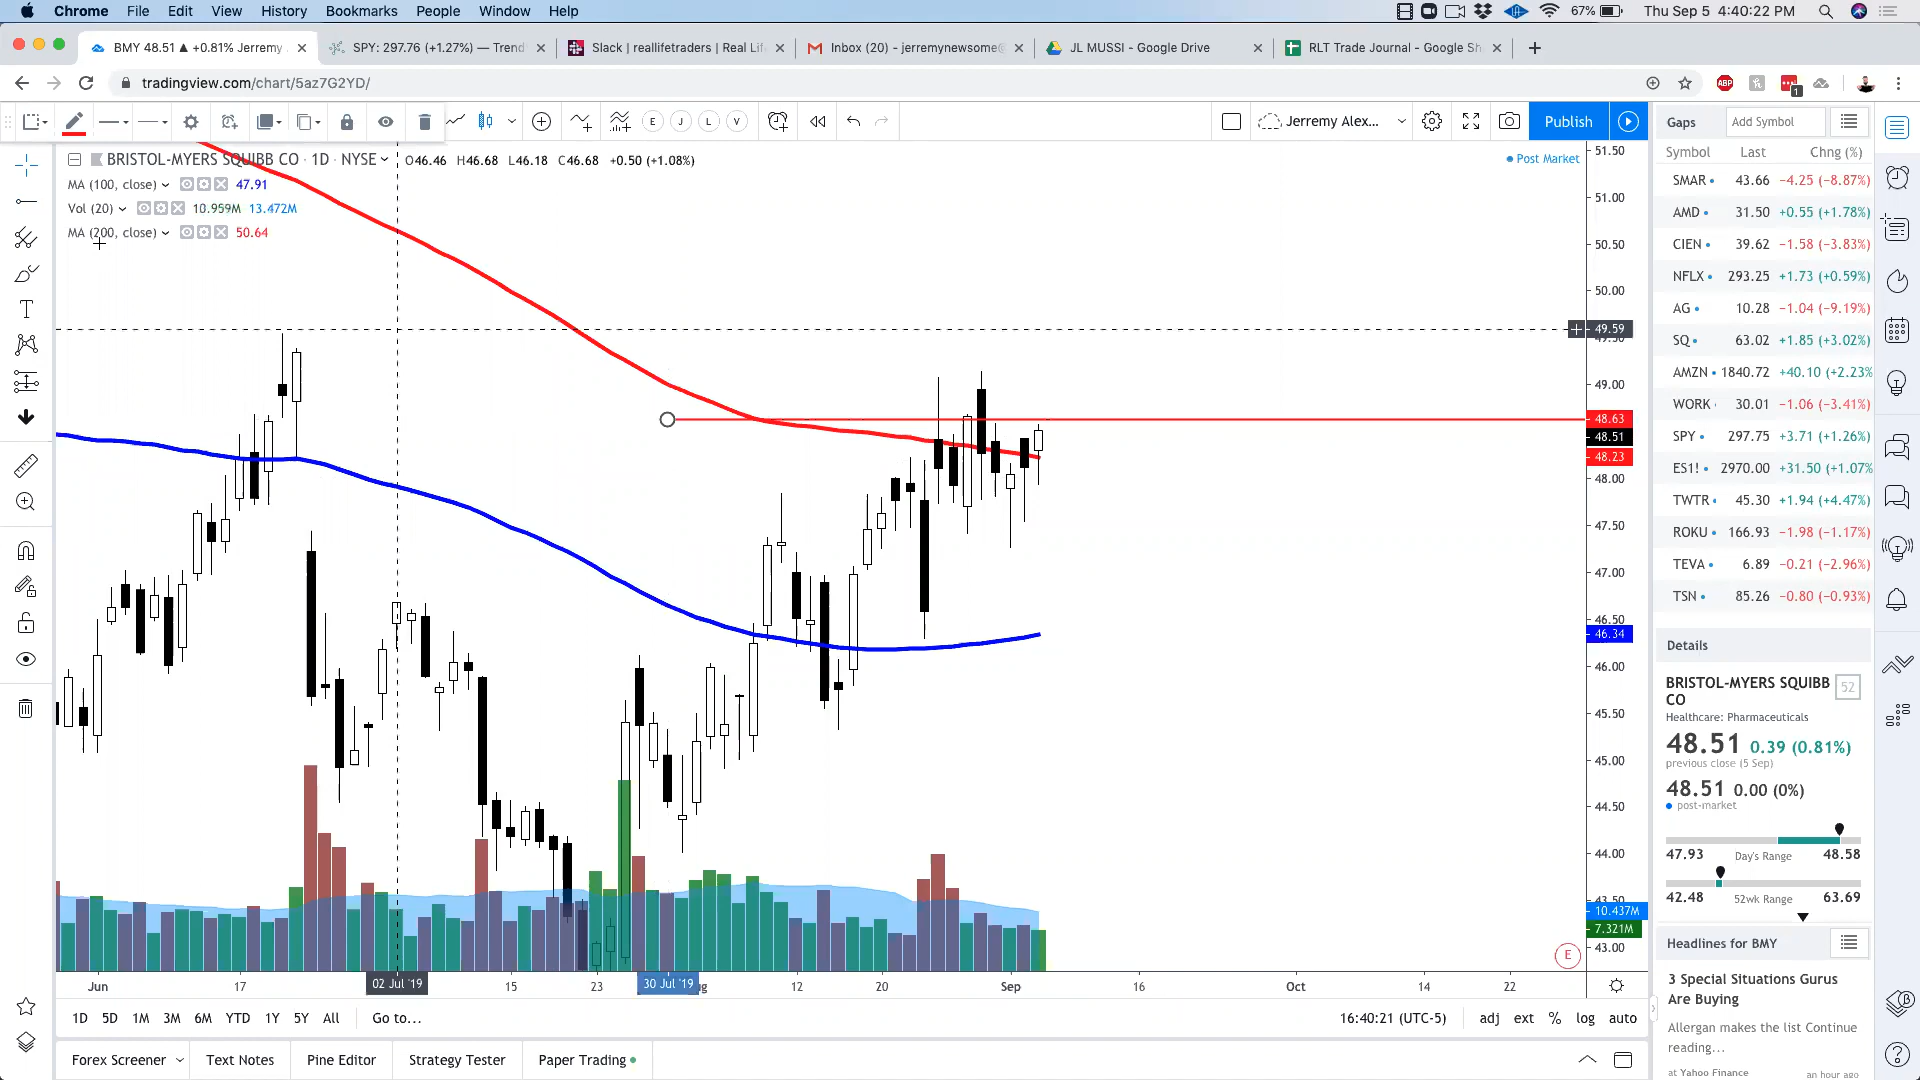 Chrome File Edit View History Bookmarks People Window Help 67% Thu Sep 5 4:40:22 PM
BMY 48.51 ▲ +0.81% Jerremy SPY: 297.76 (+1.27%) — Trend Slack | reallifetraders | Real Lif Inbox (20) - jerremynewsome@ JL MUSSI - Google Drive RLT Trade Journal - Google Sh
tradingview.com/chart/5az7G2YD/ ABP 1
E J L V Jerremy Alex... Publish
BRISTOL-MYERS SQUIBB CO · 1D · NYSE O46.46 H46.68 L46.18 C46.68 +0.50 (+1.08%)
Post Market
MA (100, close) 47.91
Vol (20) 10.959M 13.472M
MA (200, close) 50.64
51.50
51.00
50.50
50.00
49.59
49.50
49.00
48.63
48.51
48.23
48.00
47.50
47.00
46.50
46.34
46.00
45.50
45.00
44.50
44.00
43.50
10.437M
7.321M
43.00
E
Jun 17 02 Jul '19 15 23 30 Jul '19 12 20 Sep 16 Oct 14 22
1D 5D 1M 3M 6M YTD 1Y 5Y All Go to... 16:40:21 (UTC-5) adj ext % log auto
Forex Screener Text Notes Pine Editor Strategy Tester Paper Trading
Gaps Add Symbol
Symbol Last Chng (%)
SMAR 43.66 −4.25 (−8.87%)
AMD 31.50 +0.55 (+1.78%)
CIEN 39.62 −1.58 (−3.83%)
NFLX 293.25 +1.73 (+0.59%)
AG 10.28 −1.04 (−9.19%)
SQ 63.02 +1.85 (+3.02%)
AMZN 1840.72 +40.10 (+2.23%
WORK 30.01 −1.06 (−3.41%)
SPY 297.75 +3.71 (+1.26%)
ES1! 2970.00 +31.50 (+1.07%
TWTR 45.30 +1.94 (+4.47%)
ROKU 166.93 −1.98 (−1.17%)
TEVA 6.89 −0.21 (−2.96%)
TSN 85.26 −0.80 (−0.93%)
Details
BRISTOL-MYERS SQUIBB CO 52
Healthcare: Pharmaceuticals
48.51 0.39 (0.81%)
previous close (5 Sep)
48.51 0.00 (0%)
post-market
47.93 Day's Range 48.58
42.48 52wk Range 63.69
Headlines for BMY
3 Special Situations Gurus
Are Buying
Allergan makes the list Continue
reading...
at Yahoo Finance an hour ago